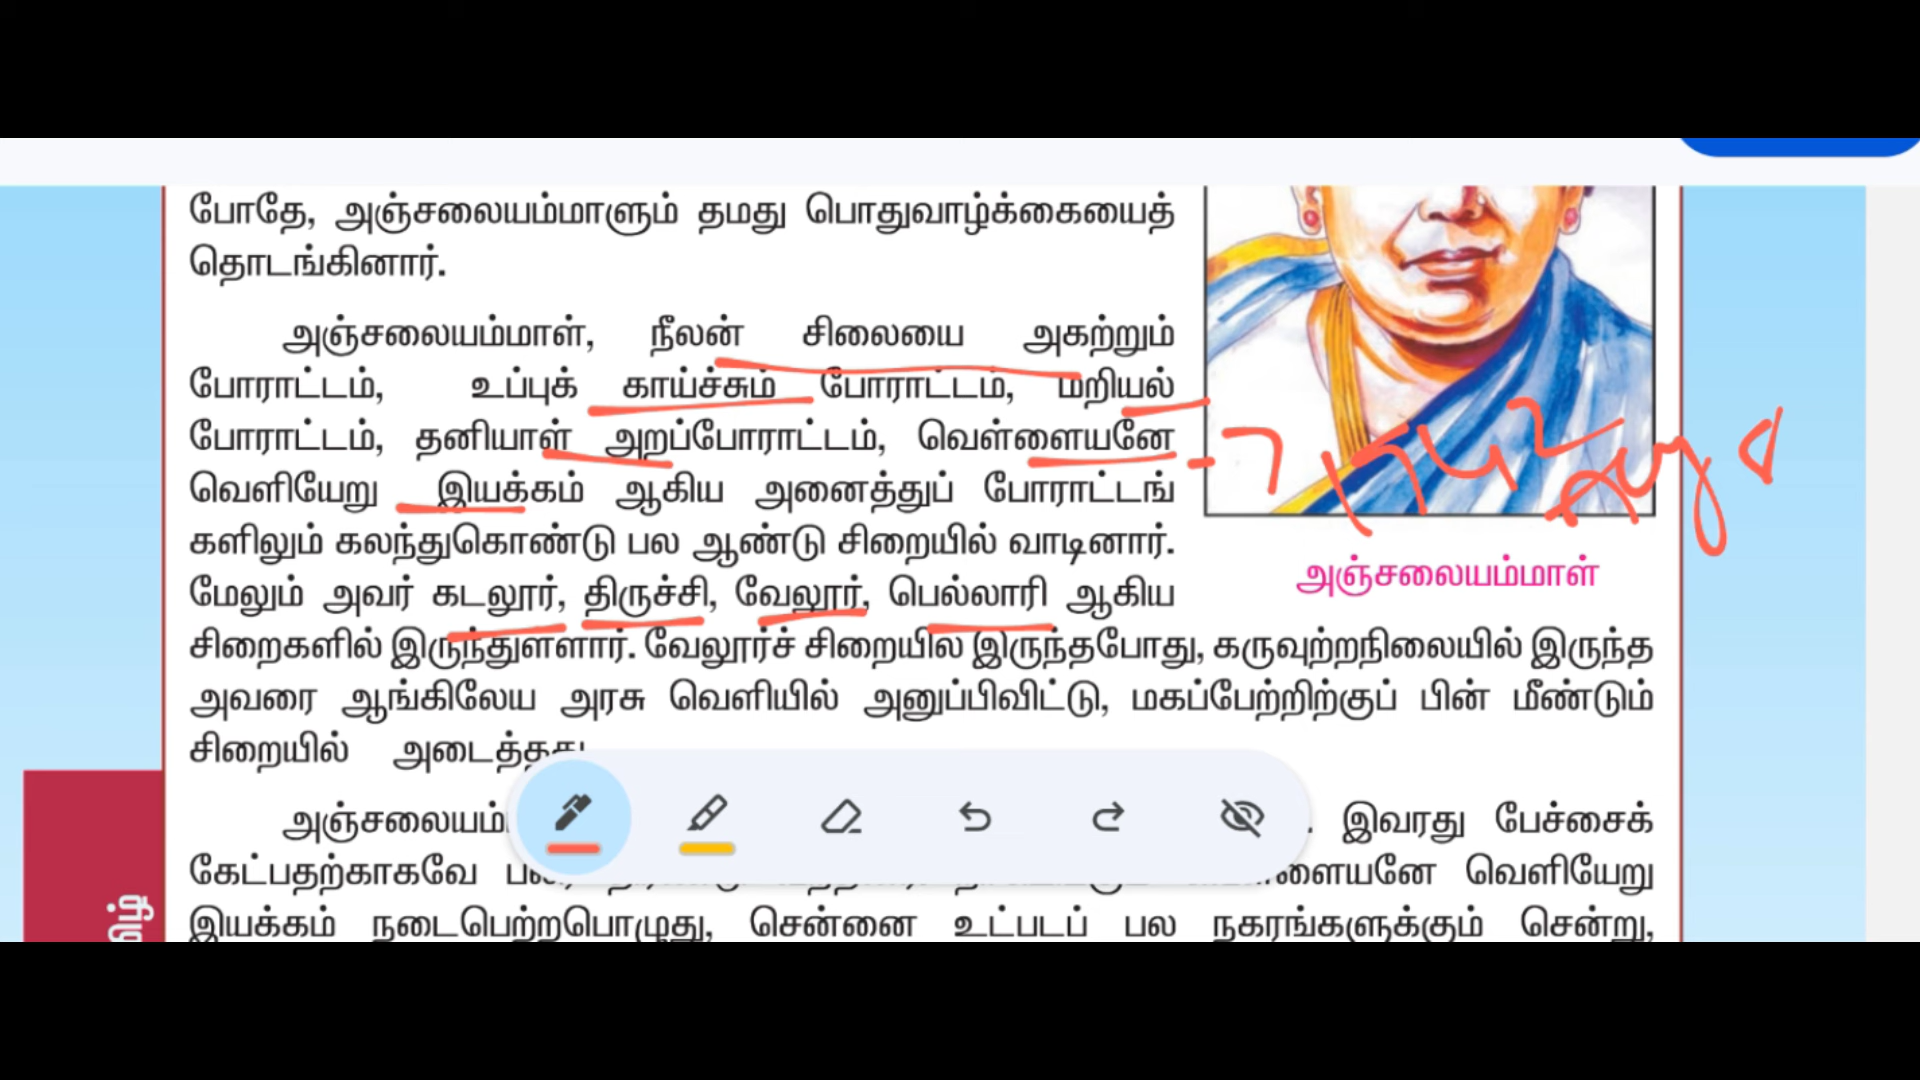 போதே, அஞ்சலையம்மாளும் தமது பொதுவாழ்க்கையைத்
தொடங்கினார்.
அஞ்சலையம்மாள், நீலன் சிலையை அகற்றும்
போராட்டம், உப்புக் காய்ச்சும் போராட்டம், மறியல்
போராட்டம், தனியாள் அறப்போராட்டம், வெள்ளையனே
வெளியேறு இயக்கம் ஆகிய அனைத்துப் போராட்டங்
களிலும் கலந்துகொண்டு பல ஆண்டு சிறையில் வாடினார்.
மேலும் அவர் கடலூர், திருச்சி, வேலூர், பெல்லாரி ஆகிய
சிறைகளில் இருந்துள்ளார். வேலூர்ச் சிறையில் இருந்தபோது, கருவுற்றநிலையில் இருந்த
அவரை ஆங்கிலேய அரசு வெளியில் அனுப்பிவிட்டு, மகப்பேற்றிற்குப் பின் மீண்டும்
சிறையில் அடைத்தது
இவரது பேச்சைக்
கேட்பதற்காகவே வெளியேறு
இயக்கம் நடைபெற்றபொழுது, சென்னை உட்படப் பல நகரங்களுக்கும் சென்று,
அஞ்சலையம்மாள்